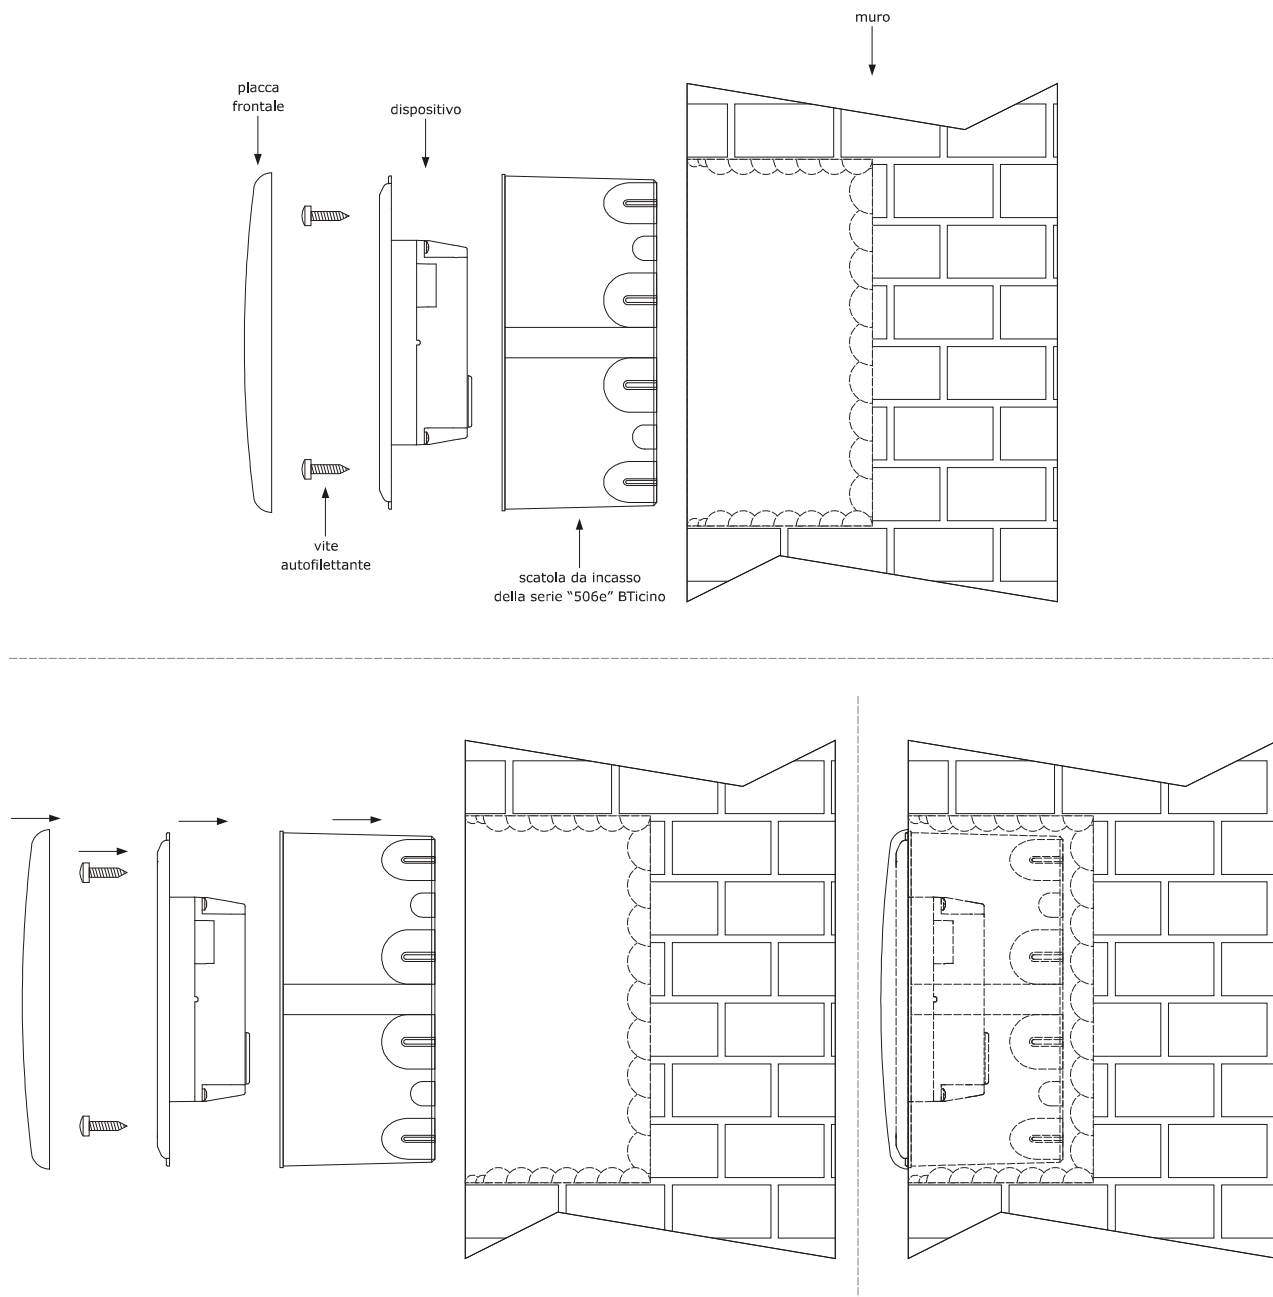 muro
placca
frontale
dispositivo
vite
autofilettante
scatola da incasso
della serie “506e” BTicino